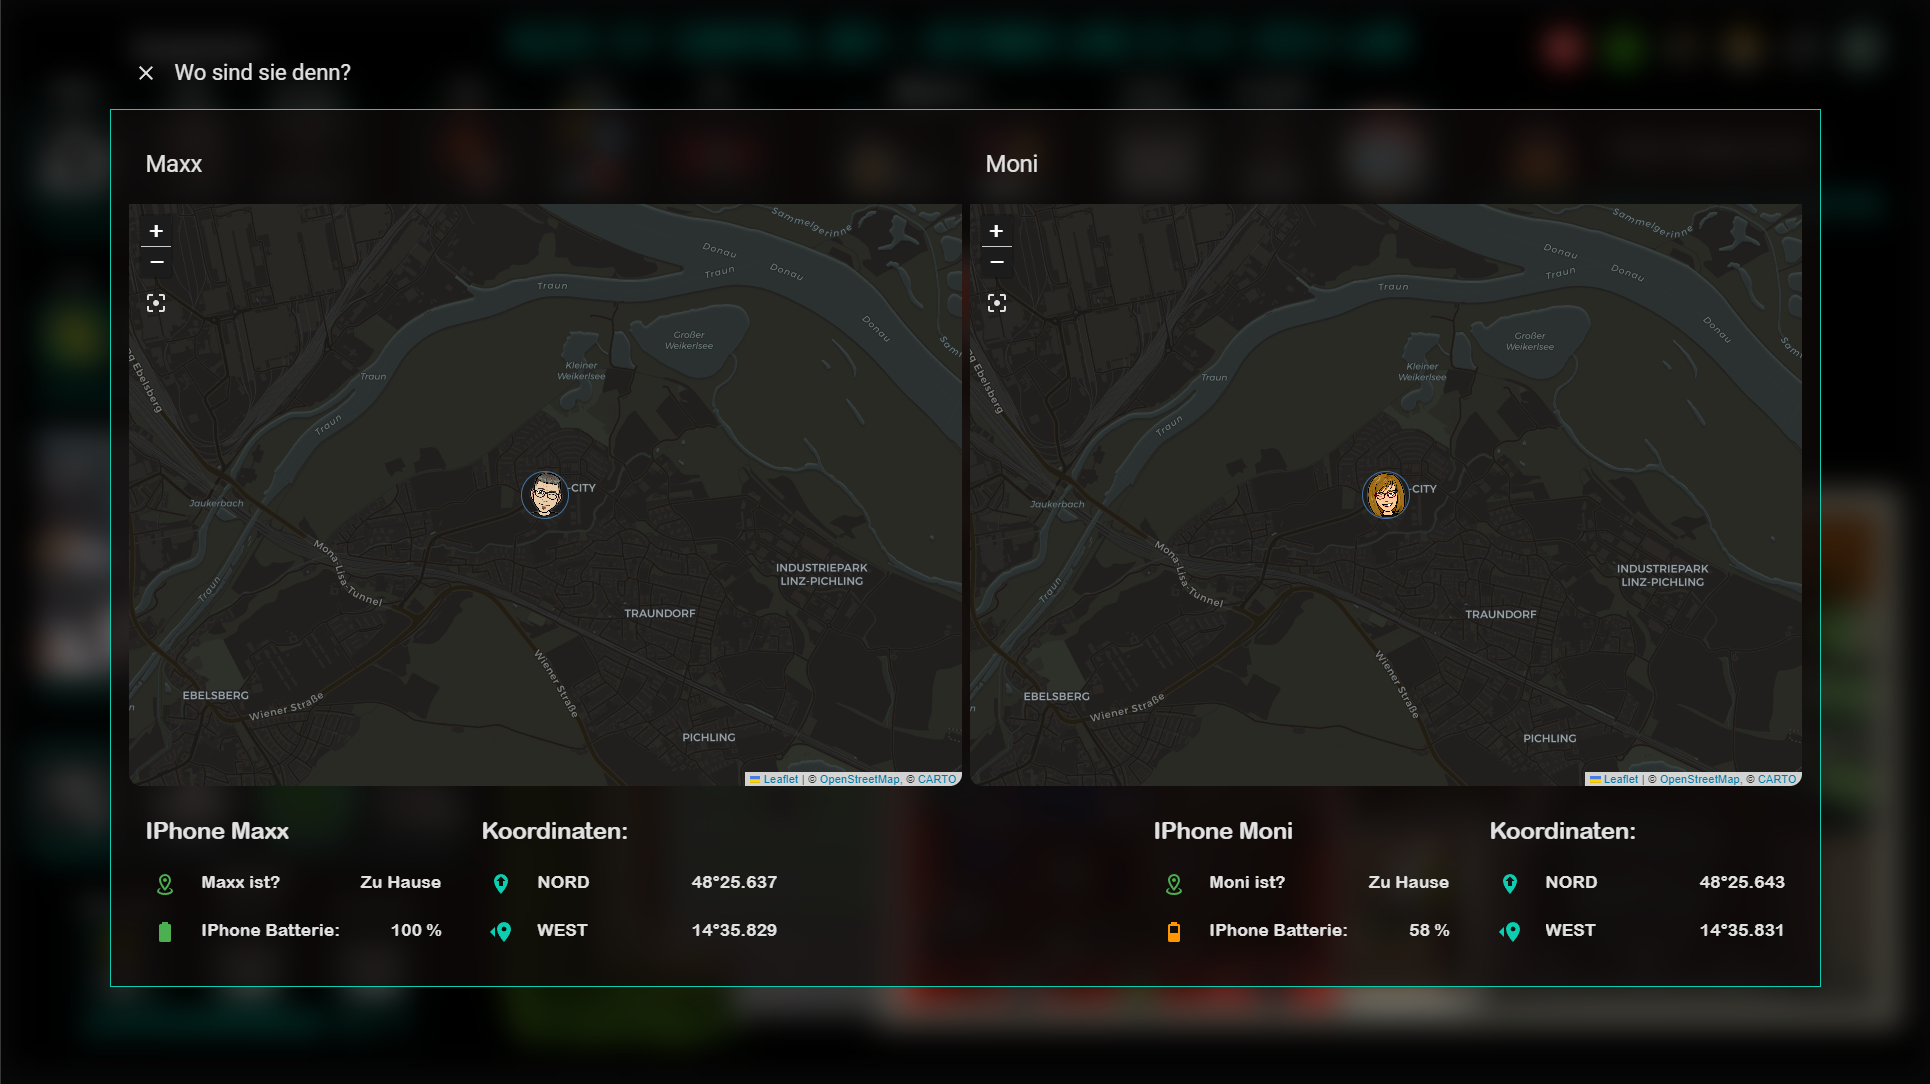 Wo sind sie denn?
Maxx
Sammelgerinne
Donau
Traun
Donau
Traun
Großer
Weikerlsee
Donau
Kleiner
Weikerlsee
Traun
Traun
-CITY
Jaukerbach
Mona-Lisa-Tunnel
INDUSTRIEPARK
LINZ-PICHLING
Traun
TRAUNDORF
Wiener Straße
EBELSBERG
Wiener Straße
PICHLING
Leaflet | © OpenStreetMap, © CARTO
Moni
Sammelgerinne
Donau
Traun
Donau
Traun
Großer
Weikerlsee
Donau
Kleiner
Weikerlsee
Traun
Traun
-CITY
Jaukerbach
Mona-Lisa-Tunnel
INDUSTRIEPARK
LINZ-PICHLING
Traun
TRAUNDORF
Wiener Straße
EBELSBERG
Wiener Straße
PICHLING
Leaflet | © OpenStreetMap, © CARTO
IPhone Maxx
Maxx ist? Zu Hause
IPhone Batterie: 100 %
Koordinaten:
NORD 48°25.637
WEST 14°35.829
IPhone Moni
Moni ist? Zu Hause
IPhone Batterie: 58 %
Koordinaten:
NORD 48°25.643
WEST 14°35.831